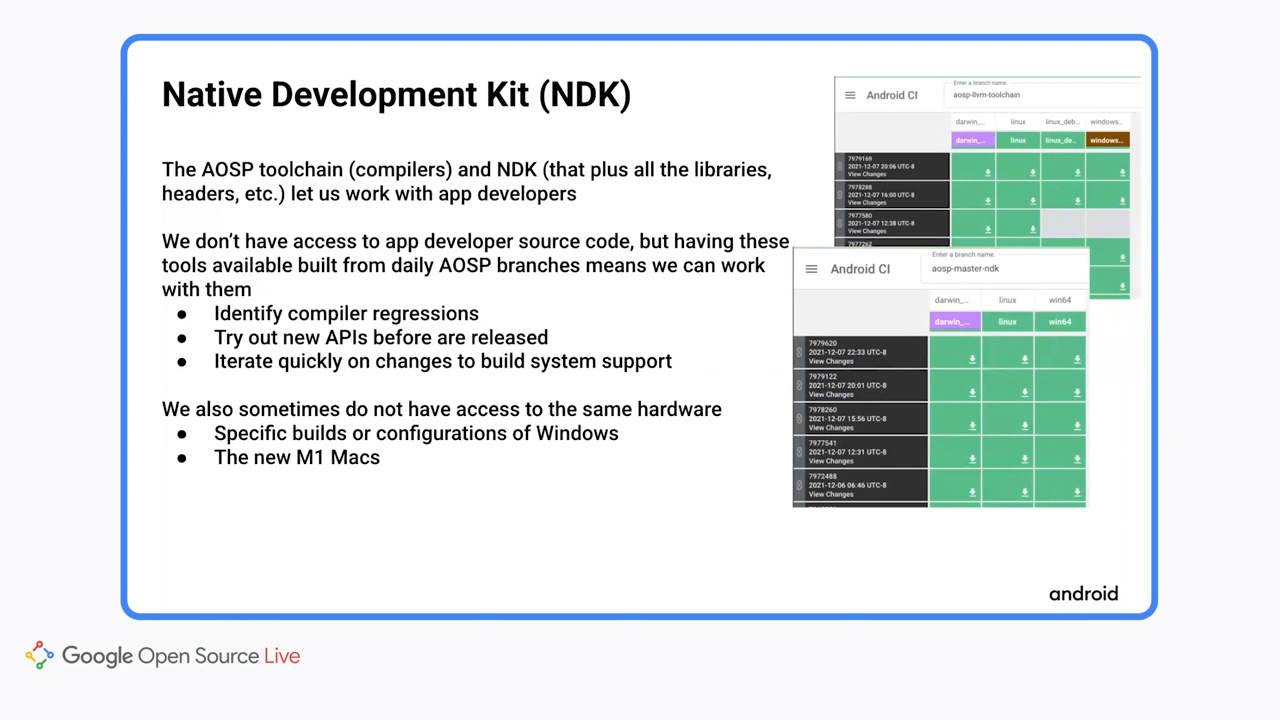 Native Development Kit (NDK)
The AOSP toolchain (compilers) and NDK (that plus all the libraries,
headers, etc.) let us work with app developers
We don’t have access to app developer source code, but having these
tools available built from daily AOSP branches means we can work
with them
● Identify compiler regressions
● Try out new APIs before are released
● Iterate quickly on changes to build system support
We also sometimes do not have access to the same hardware
● Specific builds or configurations of Windows
● The new M1 Macs
Enter a branch name.
Android CI aosp-llvm-toolchain
darwin_... linux linux_deb... windows...
darwin_... linux linux_de... windows...
7979169
2021-12-07 20:06 UTC-8
View Changes
7978288
2021-12-07 16:00 UTC-8
View Changes
7977580
2021-12-07 12:38 UTC-8
View Changes
7977262
Enter a branch name.
Android CI aosp-master-ndk
darwin_... linux win64
darwin_... linux win64
7979620
2021-12-07 22:33 UTC-8
View Changes
7979122
2021-12-07 20:01 UTC-8
View Changes
7978260
2021-12-07 15:56 UTC-8
View Changes
7977541
2021-12-07 12:31 UTC-8
View Changes
7972488
2021-12-06 06:46 UTC-8
View Changes
android
Google Open Source Live